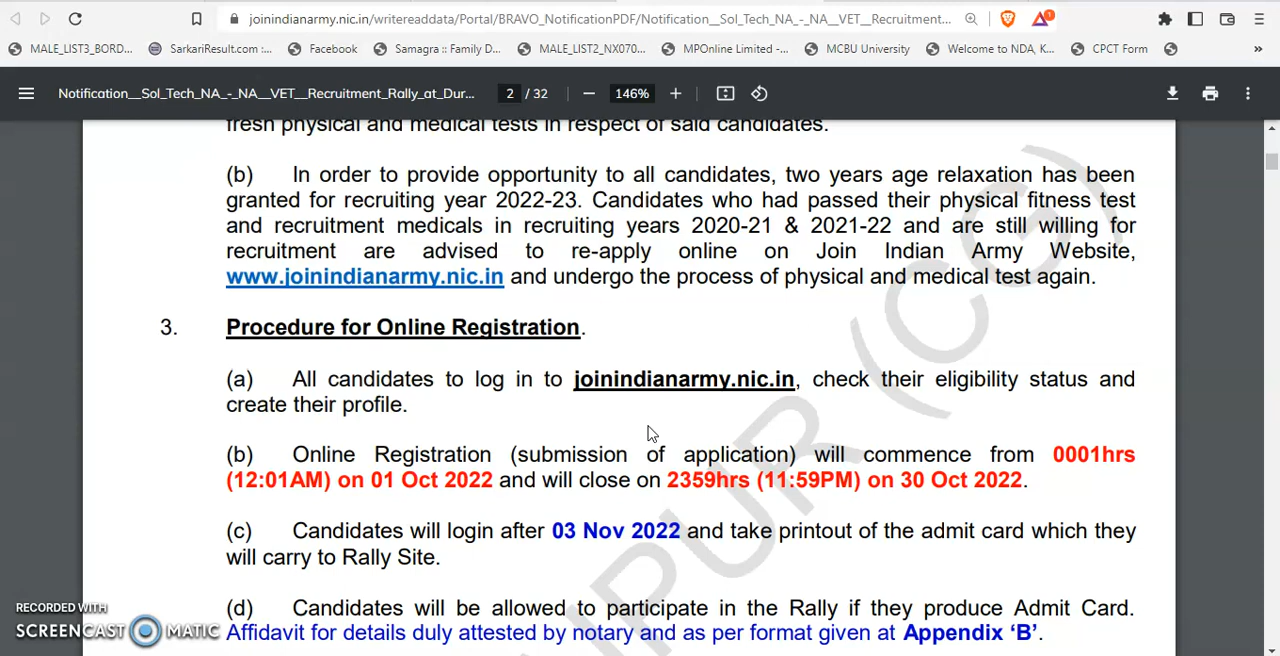 joinindianarmy.nic.in/writereaddata/Portal/BRAVO_NotificationPDF/Notification__Sol_Tech_NA_-_NA__VET__Recruitment...
1
MALE_LIST3_BORD... SarkariResult.com :... Facebook Samagra :: Family D... MALE_LIST2_NX070... MPOnline Limited -... MCBU University Welcome to NDA, K... CPCT Form »
Notification__Sol_Tech_NA_-_NA__VET__Recruitment_Rally_at_Dur... 2 / 32 146%
fresh physical and medical tests in respect of said candidates.
(b) In order to provide opportunity to all candidates, two years age relaxation has been
granted for recruiting year 2022-23. Candidates who had passed their physical fitness test
and recruitment medicals in recruiting years 2020-21 & 2021-22 and are still willing for
recruitment are advised to re-apply online on Join Indian Army Website,
www.joinindianarmy.nic.in and undergo the process of physical and medical test again.
3. Procedure for Online Registration.
(a) All candidates to log in to joinindianarmy.nic.in, check their eligibility status and
create their profile.
(b) Online Registration (submission of application) will commence from 0001hrs
(12:01AM) on 01 Oct 2022 and will close on 2359hrs (11:59PM) on 30 Oct 2022.
(c) Candidates will login after 03 Nov 2022 and take printout of the admit card which they
will carry to Rally Site.
(d) Candidates will be allowed to participate in the Rally if they produce Admit Card.
Affidavit for details duly attested by notary and as per format given at Appendix ‘B’.
IPUR (CG)
RECORDED WITH
SCREENCAST MATIC